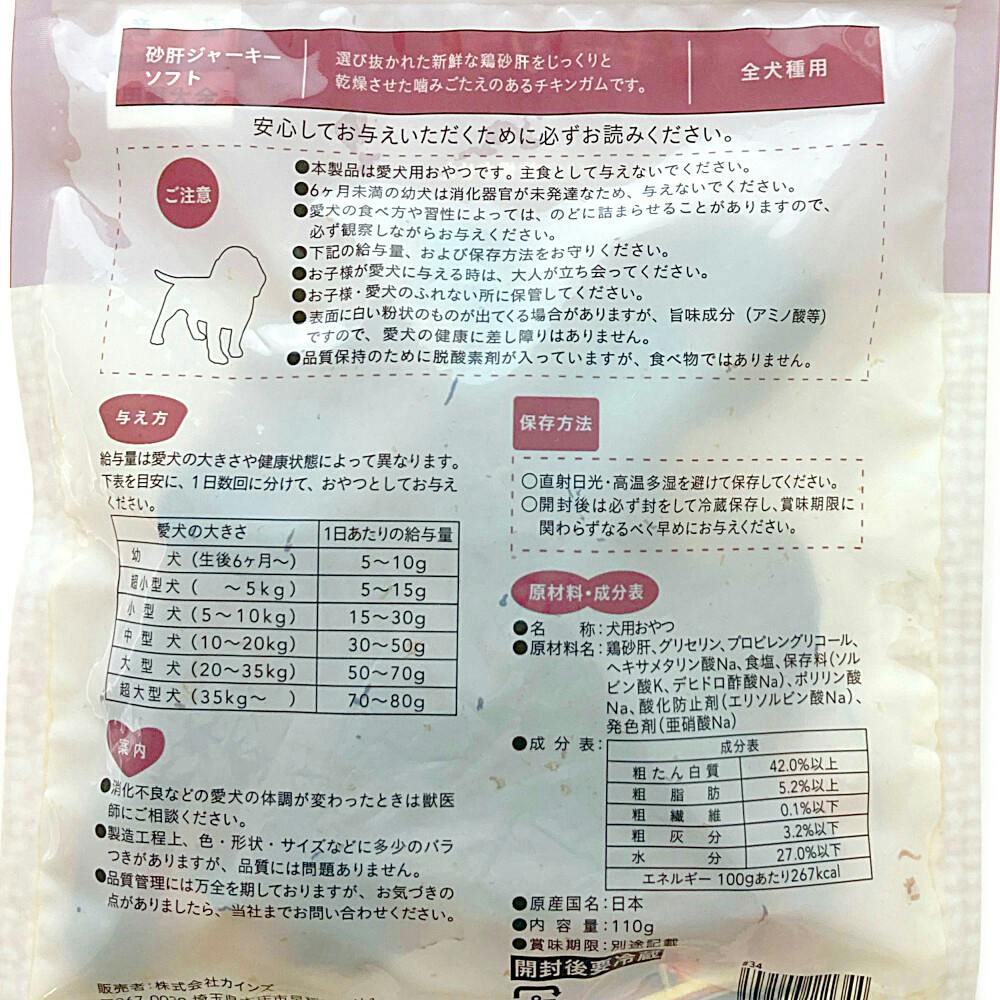 砂肝ジャーキー
ソフト
選び抜かれた新鮮な鶏砂肝をじっくりと
乾燥させた噛みごたえのあるチキンガムです。
全犬種用
安心してお与えいただくために必ずお読みください。
ご注意
●本製品は愛犬用おやつです。主食として与えないでください。
●6ヶ月未満の幼犬は消化器官が未発達なため、与えないでください。
●愛犬の食べ方や習性によっては、のどに詰まらせることがありますので、
必ず観察しながらお与えください。
●下記の給与量、および保存方法をお守りください。
●お子様が愛犬に与える時は、大人が立ち会ってください。
●お子様・愛犬のふれない所に保管してください。
●表面に白い粉状のものが出てくる場合がありますが、旨味成分(アミノ酸等)
ですので、愛犬の健康に差し障りはありません。
●品質保持のために脱酸素剤が入っていますが、食べ物ではありません。
与え方
給与量は愛犬の大きさや健康状態によって異なります。
下表を目安に、1日数回に分けて、おやつとしてお与え
ください。
愛犬の大きさ 1日あたりの給与量
幼 犬(生後6ヶ月〜) 5〜10g
超小型犬( 〜5kg) 5〜15g
小 型 犬(5〜10kg) 15〜30g
中 型 犬(10〜20kg) 30〜50g
大 型 犬(20〜35kg) 50〜70g
超大型犬(35kg〜 ) 70〜80g
案内
●消化不良などの愛犬の体調が変わったときは獣医
師にご相談ください。
●製造工程上、色・形状・サイズなどに多少のバラ
つきがありますが、品質には問題ありません。
●品質管理には万全を期しておりますが、お気づきの
点がありましたら、当社までお問い合わせください。
販売者:株式会社カインズ
保存方法
○直射日光・高温多湿を避けて保存してください。
○開封後は必ず封をして冷蔵保存し、賞味期限に
関わらずなるべく早めにお与えください。
原材料・成分表
●名 称:犬用おやつ
●原材料名:鶏砂肝、グリセリン、プロピレングリコール、
ヘキサメタリン酸Na、食塩、保存料(ソル
ビン酸K、デヒドロ酢酸Na)、ポリリン酸
Na、酸化防止剤(エリソルビン酸Na)、
発色剤(亜硝酸Na)
●成 分 表:
成分表
粗たん白質 42.0%以上
粗 脂 肪 5.2%以上
粗 繊 維 0.1%以下
粗 灰 分 3.2%以下
水 分 27.0%以下
エネルギー 100gあたり267kcal
●原産国名:日本
●内 容 量:110g
●賞味期限:別途記載
開封後要冷蔵
#34